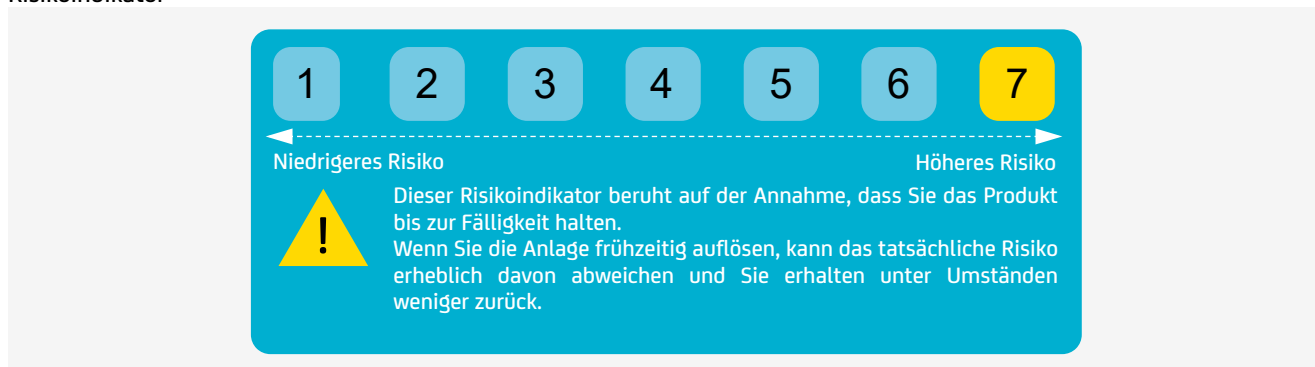 Risikoindikator
1 2 3 4 5 6 7
Niedrigeres Risiko Höheres Risiko
Dieser Risikoindikator beruht auf der Annahme, dass Sie das Produkt
bis zur Fälligkeit halten.
Wenn Sie die Anlage frühzeitig auflösen, kann das tatsächliche Risiko
erheblich davon abweichen und Sie erhalten unter Umständen
weniger zurück.
!